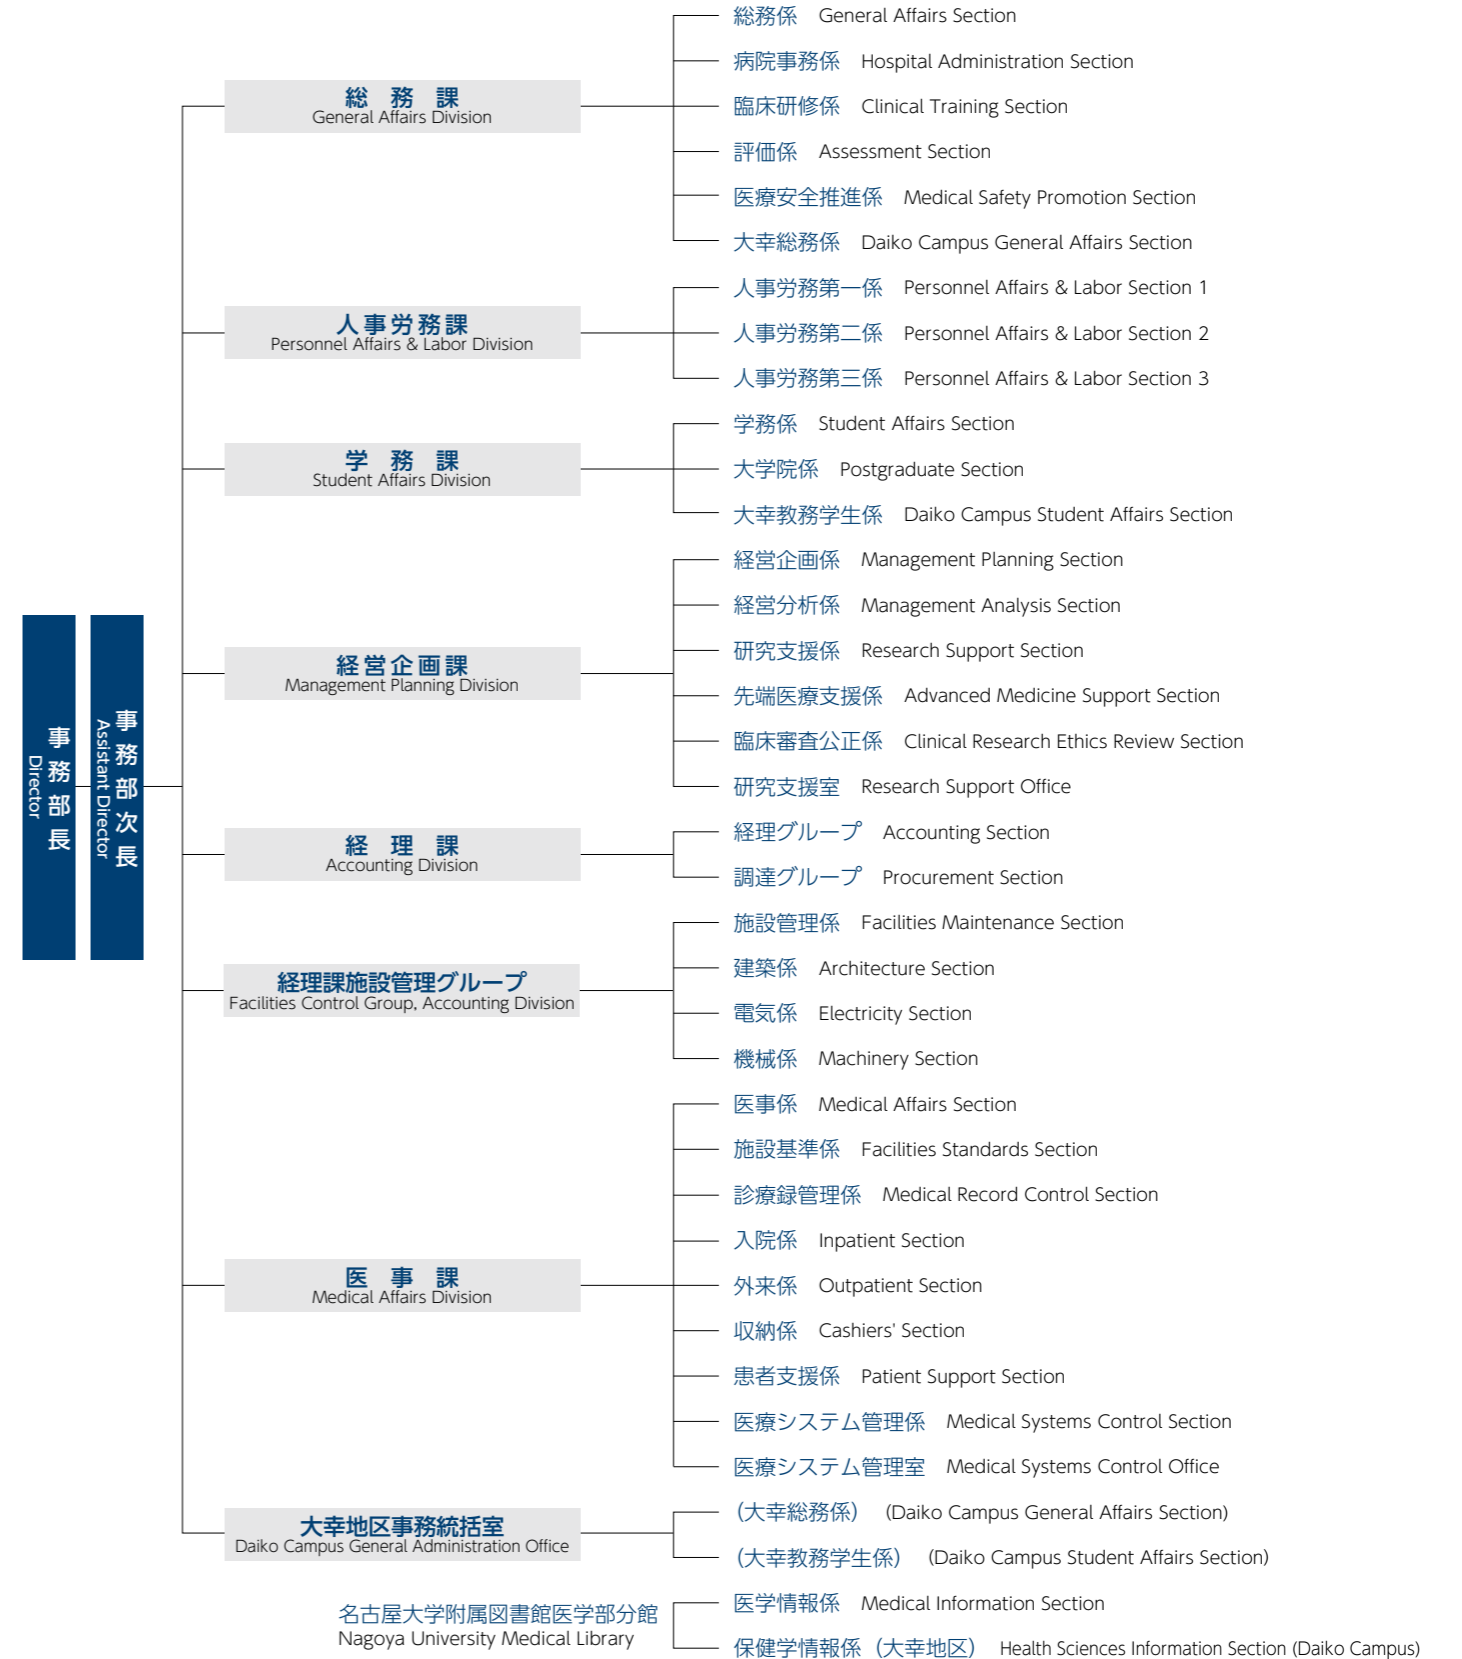 事務部長
Director
事務部次長
Assistant Director
総務課
General Affairs Division
総務係 General Affairs Section
病院事務係 Hospital Administration Section
臨床研修係 Clinical Training Section
評価係 Assessment Section
医療安全推進係 Medical Safety Promotion Section
大幸総務係 Daiko Campus General Affairs Section
人事労務課
Personnel Affairs & Labor Division
人事労務第一係 Personnel Affairs & Labor Section 1
人事労務第二係 Personnel Affairs & Labor Section 2
人事労務第三係 Personnel Affairs & Labor Section 3
学務課
Student Affairs Division
学務係 Student Affairs Section
大学院係 Postgraduate Section
大幸教務学生係 Daiko Campus Student Affairs Section
経営企画課
Management Planning Division
経営企画係 Management Planning Section
経営分析係 Management Analysis Section
研究支援係 Research Support Section
先端医療支援係 Advanced Medicine Support Section
臨床審査公正係 Clinical Research Ethics Review Section
研究支援室 Research Support Office
経理課
Accounting Division
経理グループ Accounting Section
調達グループ Procurement Section
経理課施設管理グループ
Facilities Control Group, Accounting Division
施設管理係 Facilities Maintenance Section
建築係 Architecture Section
電気係 Electricity Section
機械係 Machinery Section
医事課
Medical Affairs Division
医事係 Medical Affairs Section
施設基準係 Facilities Standards Section
診療録管理係 Medical Record Control Section
入院係 Inpatient Section
外来係 Outpatient Section
収納係 Cashiers' Section
患者支援係 Patient Support Section
医療システム管理係 Medical Systems Control Section
医療システム管理室 Medical Systems Control Office
大幸地区事務統括室
Daiko Campus General Administration Office
（大幸総務係） (Daiko Campus General Affairs Section)
（大幸教務学生係） (Daiko Campus Student Affairs Section)
名古屋大学附属図書館医学部分館
Nagoya University Medical Library
医学情報係 Medical Information Section
保健学情報係（大幸地区） Health Sciences Information Section (Daiko Campus)